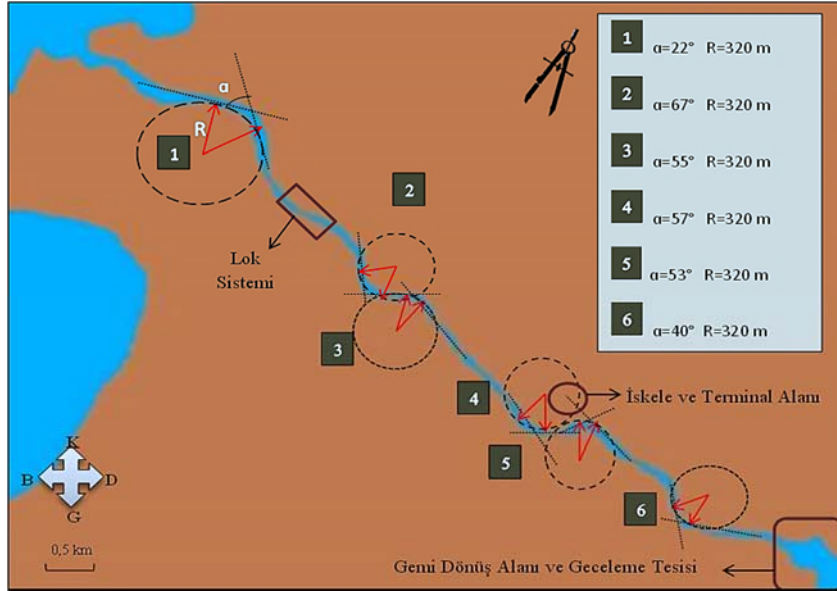 α
R
1
2
Lok
Sistemi
3
4
5
6
İskele ve Terminal Alanı
Gemi Dönüş Alanı ve Geceleme Tesisi
K
B D
G
0,5 km
1 α=22° R=320 m
2 α=67° R=320 m
3 α=55° R=320 m
4 α=57° R=320 m
5 α=53° R=320 m
6 α=40° R=320 m